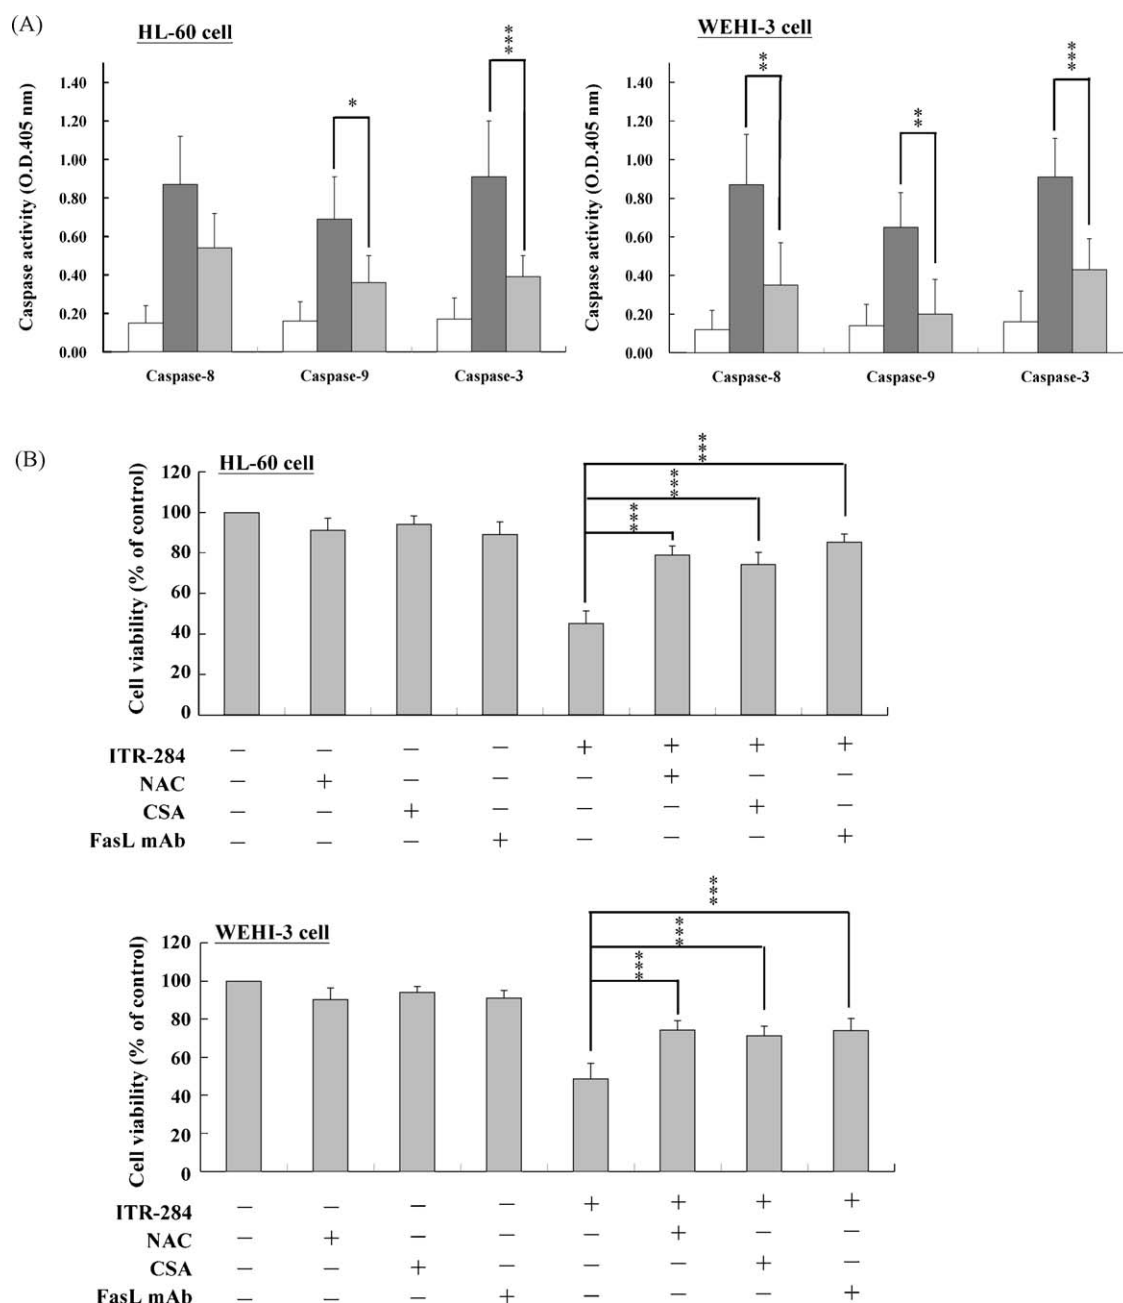 (A)
HL-60 cell
WEHI-3 cell
***
**
***
*
**
Caspase activity (O.D.405 nm)
1.40
1.20
1.00
0.80
0.60
0.40
0.20
0.00
Caspase-8 Caspase-9 Caspase-3
Caspase activity (O.D.405 nm)
1.40
1.20
1.00
0.80
0.60
0.40
0.20
0.00
Caspase-8 Caspase-9 Caspase-3
(B)
HL-60 cell
***
***
***
Cell viability (% of control)
120
100
80
60
40
20
0
ITR-284 − − − − + + + +
NAC − + − − − + − −
CSA − − + − − − + −
FasL mAb − − − + − − − +
WEHI-3 cell
***
***
***
Cell viability (% of control)
120
100
80
60
40
20
0
ITR-284 − − − − + + + +
NAC − + − − − + − −
CSA − − + − − − + −
FasL mAb − − − + − − − +